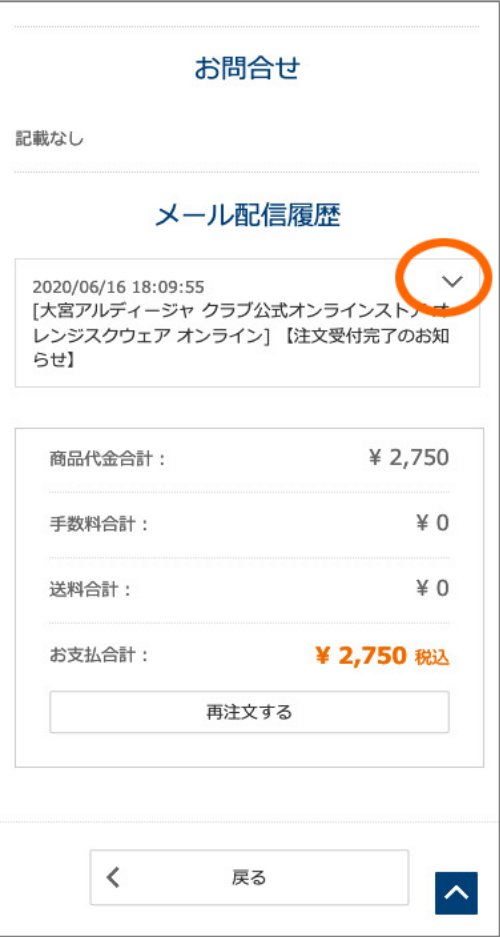 お問合せ
記載なし
メール配信履歴
2020/06/16 18:09:55
[大宮アルディージャ クラブ公式オンラインストア オ
レンジスクウェア オンライン] 【注文受付完了のお知
らせ】
商品代金合計： ¥ 2,750
手数料合計： ¥ 0
送料合計： ¥ 0
お支払合計： ¥ 2,750 税込
再注文する
戻る